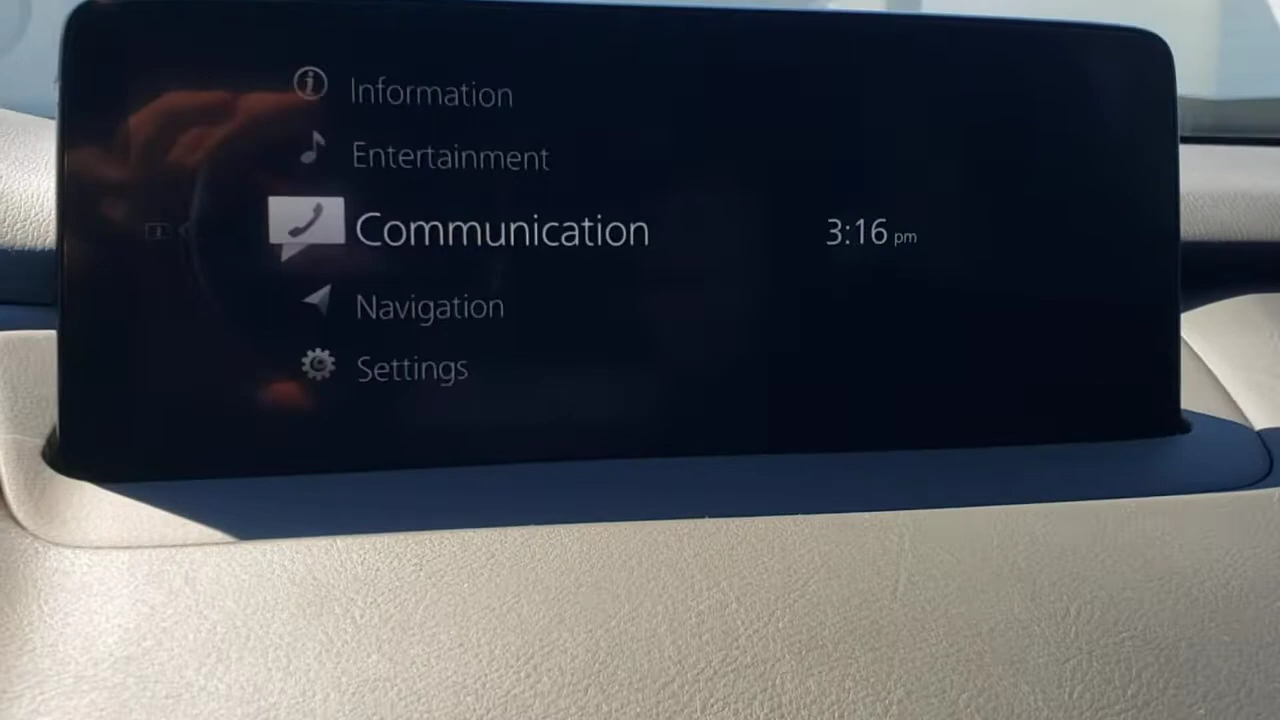 Information
Entertainment
Communication
3:16 pm
Navigation
Settings